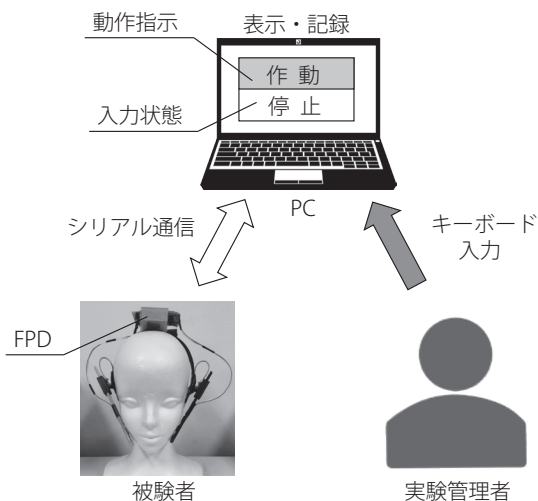 動作指示
表示・記録
作 動
停 止
入力状態
PC
シリアル通信
キーボード
入力
FPD
被験者
実験管理者